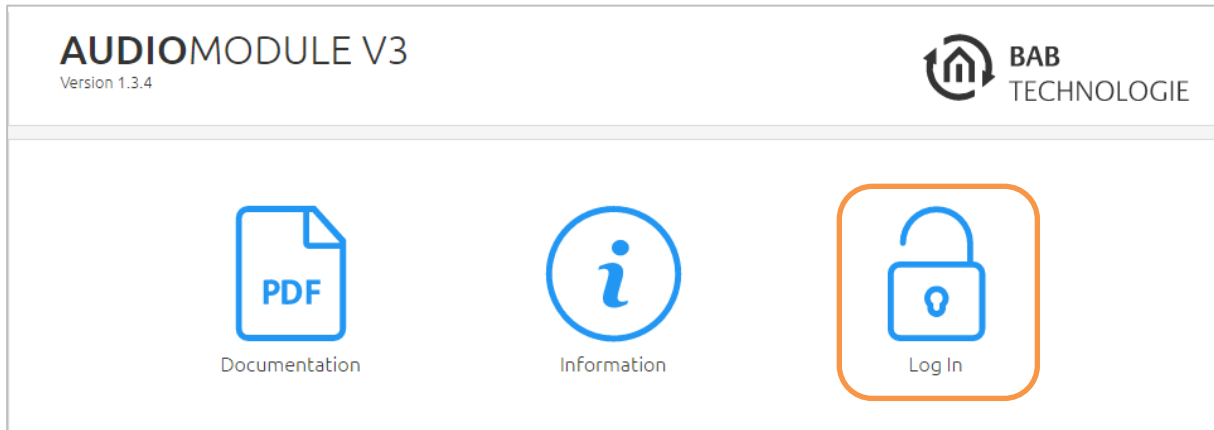 AUDIOMODULE V3
Version 1.3.4
BAB
TECHNOLOGIE
PDF
i
Documentation
Information
Log In